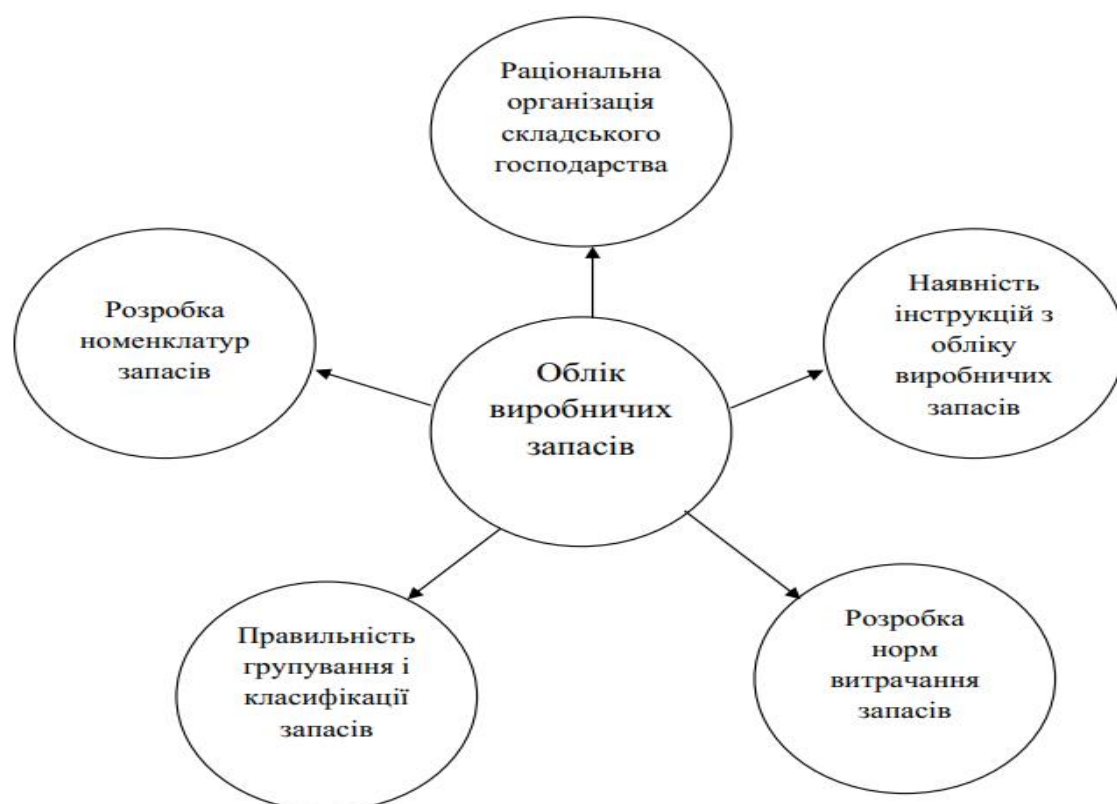 Раціональна
організація
складського
господарства
Розробка
номенклатур
запасів
Облік
виробничих
запасів
Наявність
інструкцій з
обліку
виробничих
запасів
Правильність
групування і
класифікації
запасів
Розробка
норм
витрачання
запасів